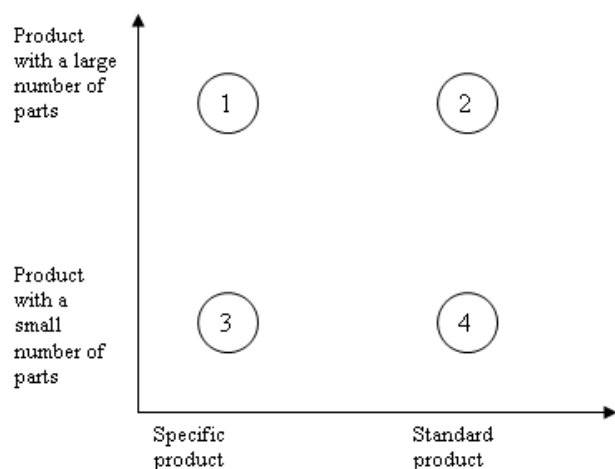 Product
with a large
number of
parts
1
2
Product
with a
small
number of
parts
3
4
Specific
product
Standard
product